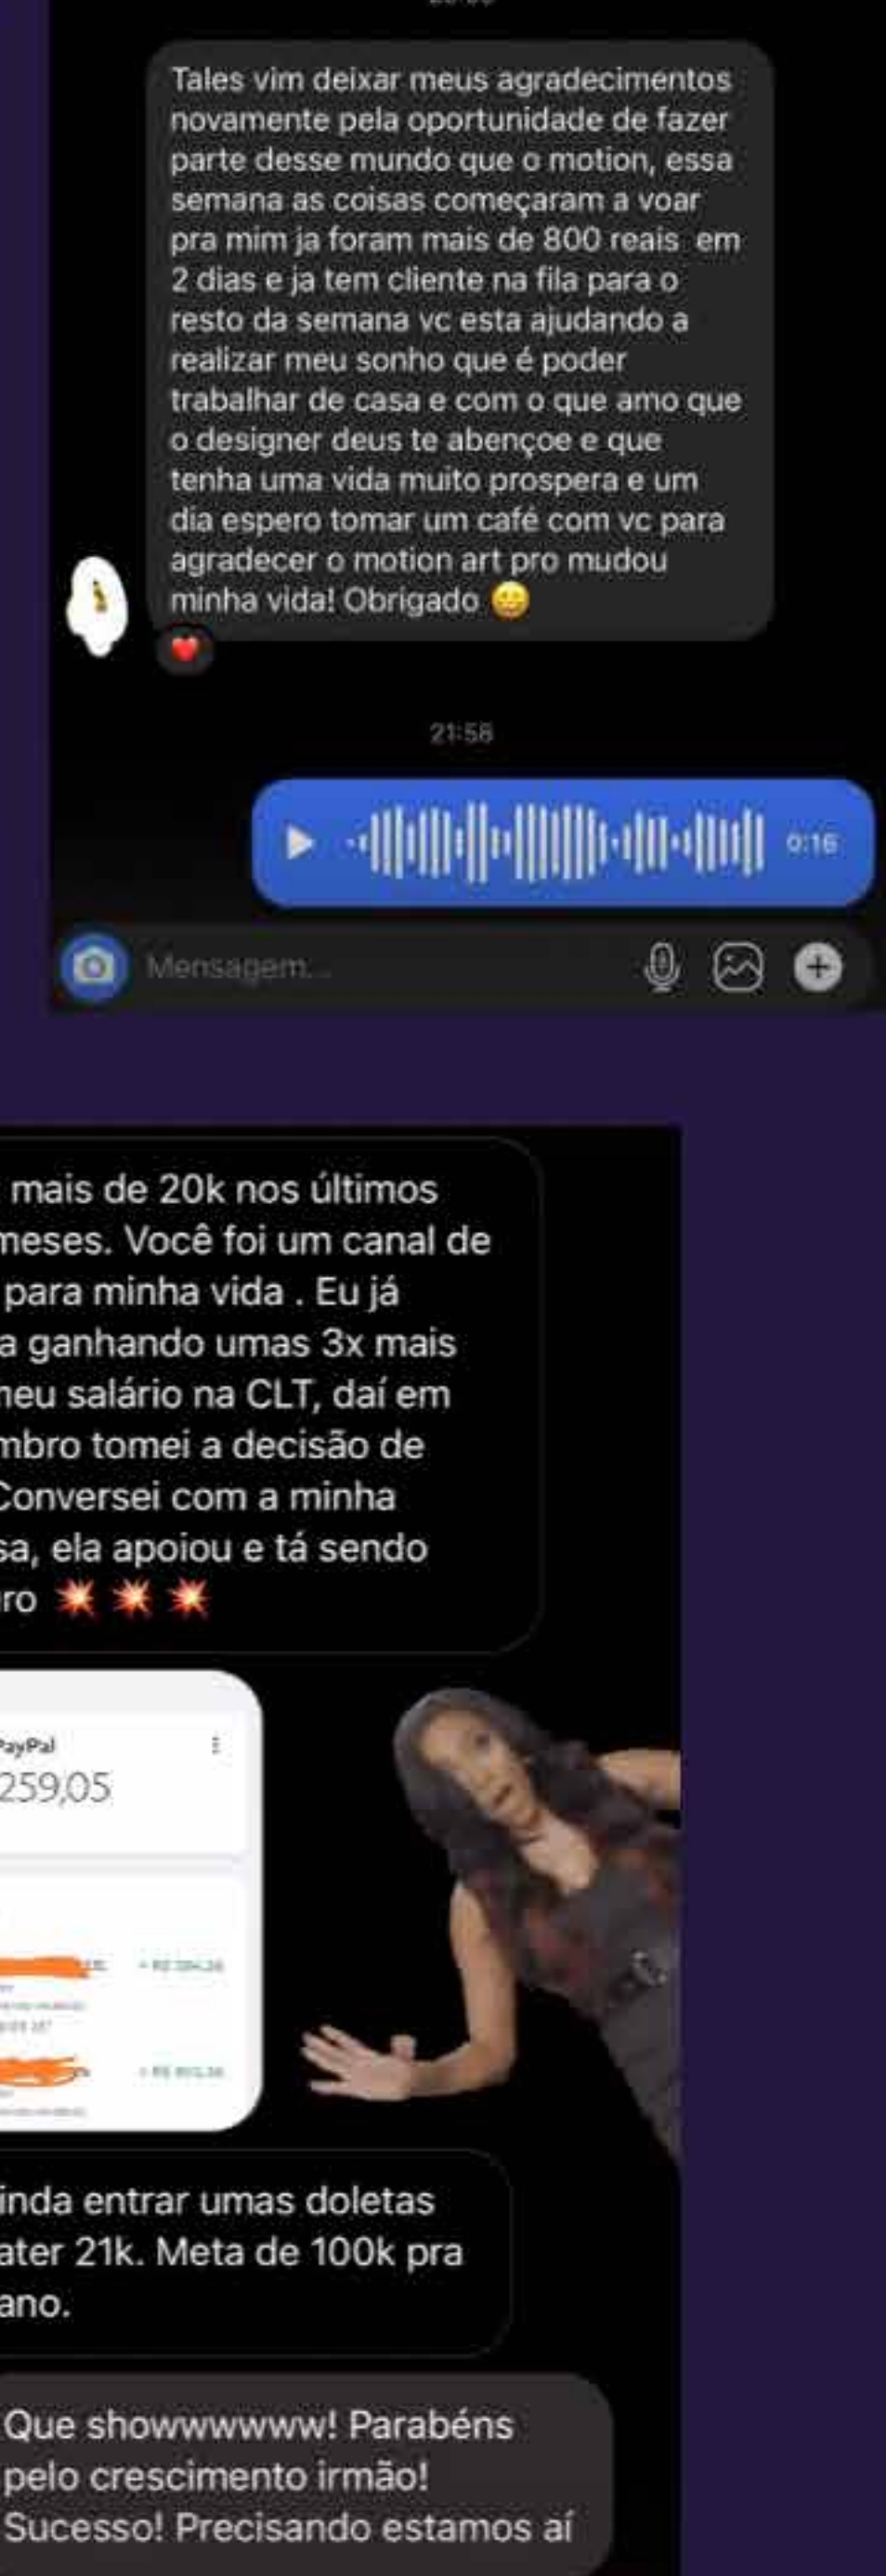 Tales vim deixar meus agradecimentos
novamente pela oportunidade de fazer
parte desse mundo que o motion, essa
semana as coisas começaram a voar
pra mim ja foram mais de 800 reais em
2 dias e ja tem cliente na fila para o
resto da semana vc esta ajudando a
realizar meu sonho que é poder
trabalhar de casa e com o que amo que
o designer deus te abençoe e que
tenha uma vida muito prospera e um
dia espero tomar um café com vc para
agradecer o motion art pro mudou
minha vida! Obrigado 😄
❤️
21:58
0:16
Mensagem...
mais de 20k nos últimos
meses. Você foi um canal de
para minha vida . Eu já
a ganhando umas 3x mais
meu salário na CLT, daí em
mbro tomei a decisão de
Conversei com a minha
sa, ela apoiou e tá sendo
ro 💥 💥 💥
PayPal
259,05
inda entrar umas doletas
ater 21k. Meta de 100k pra
ano.
Que showwwwww! Parabéns
pelo crescimento irmão!
Sucesso! Precisando estamos aí